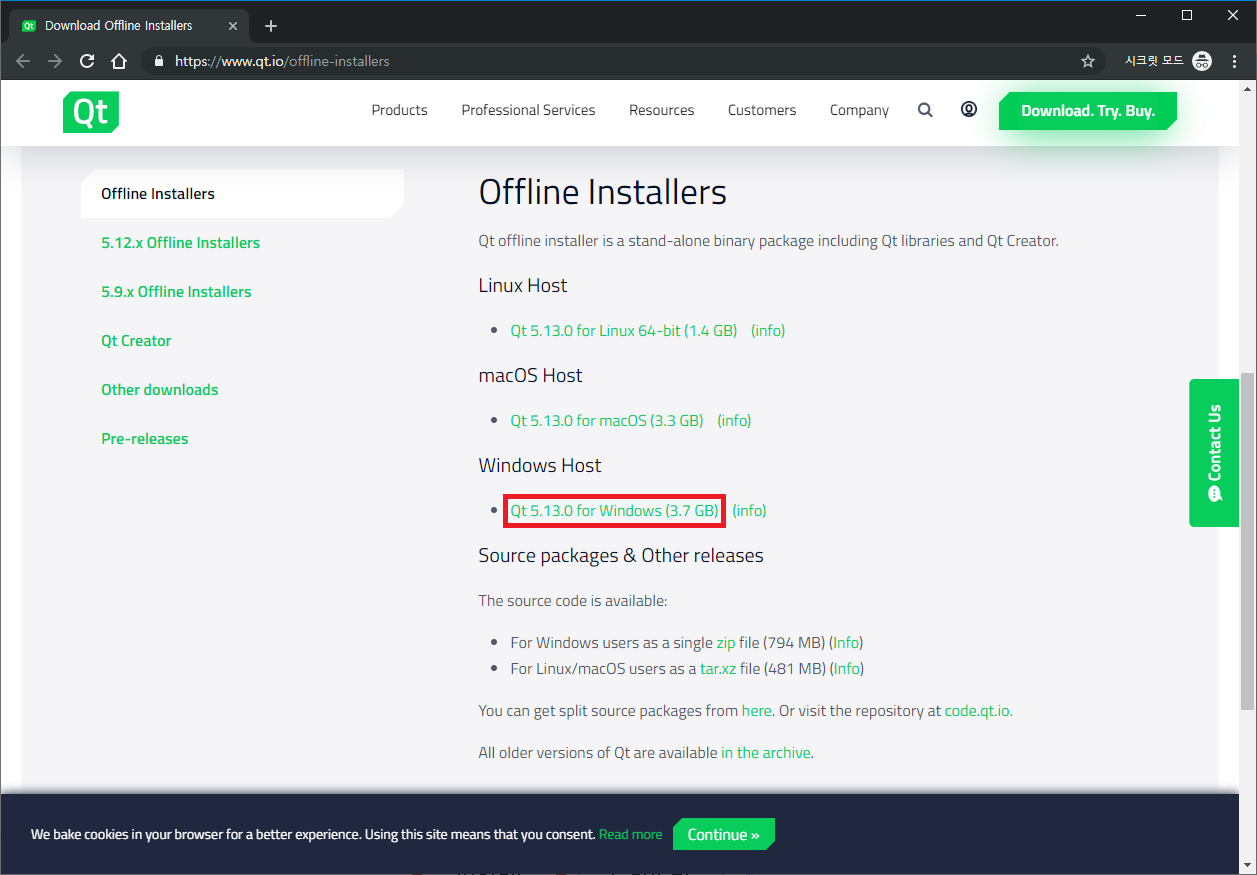 Qt Download Offline Installers
https://www.qt.io/offline-installers
시크릿 모드
Qt
Products
Professional Services
Resources
Customers
Company
Download. Try. Buy.
Offline Installers
5.12.x Offline Installers
5.9.x Offline Installers
Qt Creator
Other downloads
Pre-releases
Offline Installers
Qt offline installer is a stand-alone binary package including Qt libraries and Qt Creator.
Linux Host
Qt 5.13.0 for Linux 64-bit (1.4 GB) (info)
macOS Host
Qt 5.13.0 for macOS (3.3 GB) (info)
Windows Host
Qt 5.13.0 for Windows (3.7 GB) (info)
Source packages & Other releases
The source code is available:
For Windows users as a single zip file (794 MB) (Info)
For Linux/macOS users as a tar.xz file (481 MB) (Info)
You can get split source packages from here. Or visit the repository at code.qt.io.
All older versions of Qt are available in the archive.
Contact Us
We bake cookies in your browser for a better experience. Using this site means that you consent. Read more
Continue »